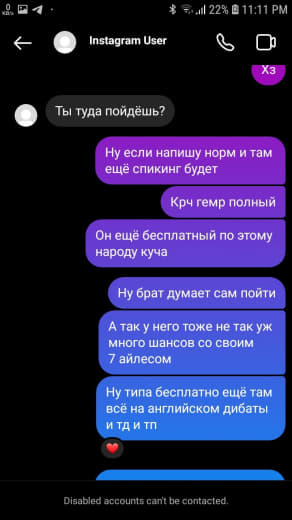 0
KB/s
22% 11:11 PM
Instagram User
Хз
Ты туда пойдёшь?
Ну если напишу норм и там
ещё спикинг будет
Крч гемр полный
Он ещё бесплатный по этому
народу куча
Ну брат думает сам пойти
А так у него тоже не так уж
много шансов со своим
7 айлесом
Ну типа бесплатно ещё там
всё на английском дибаты
и тд и тп
Disabled accounts can't be contacted.